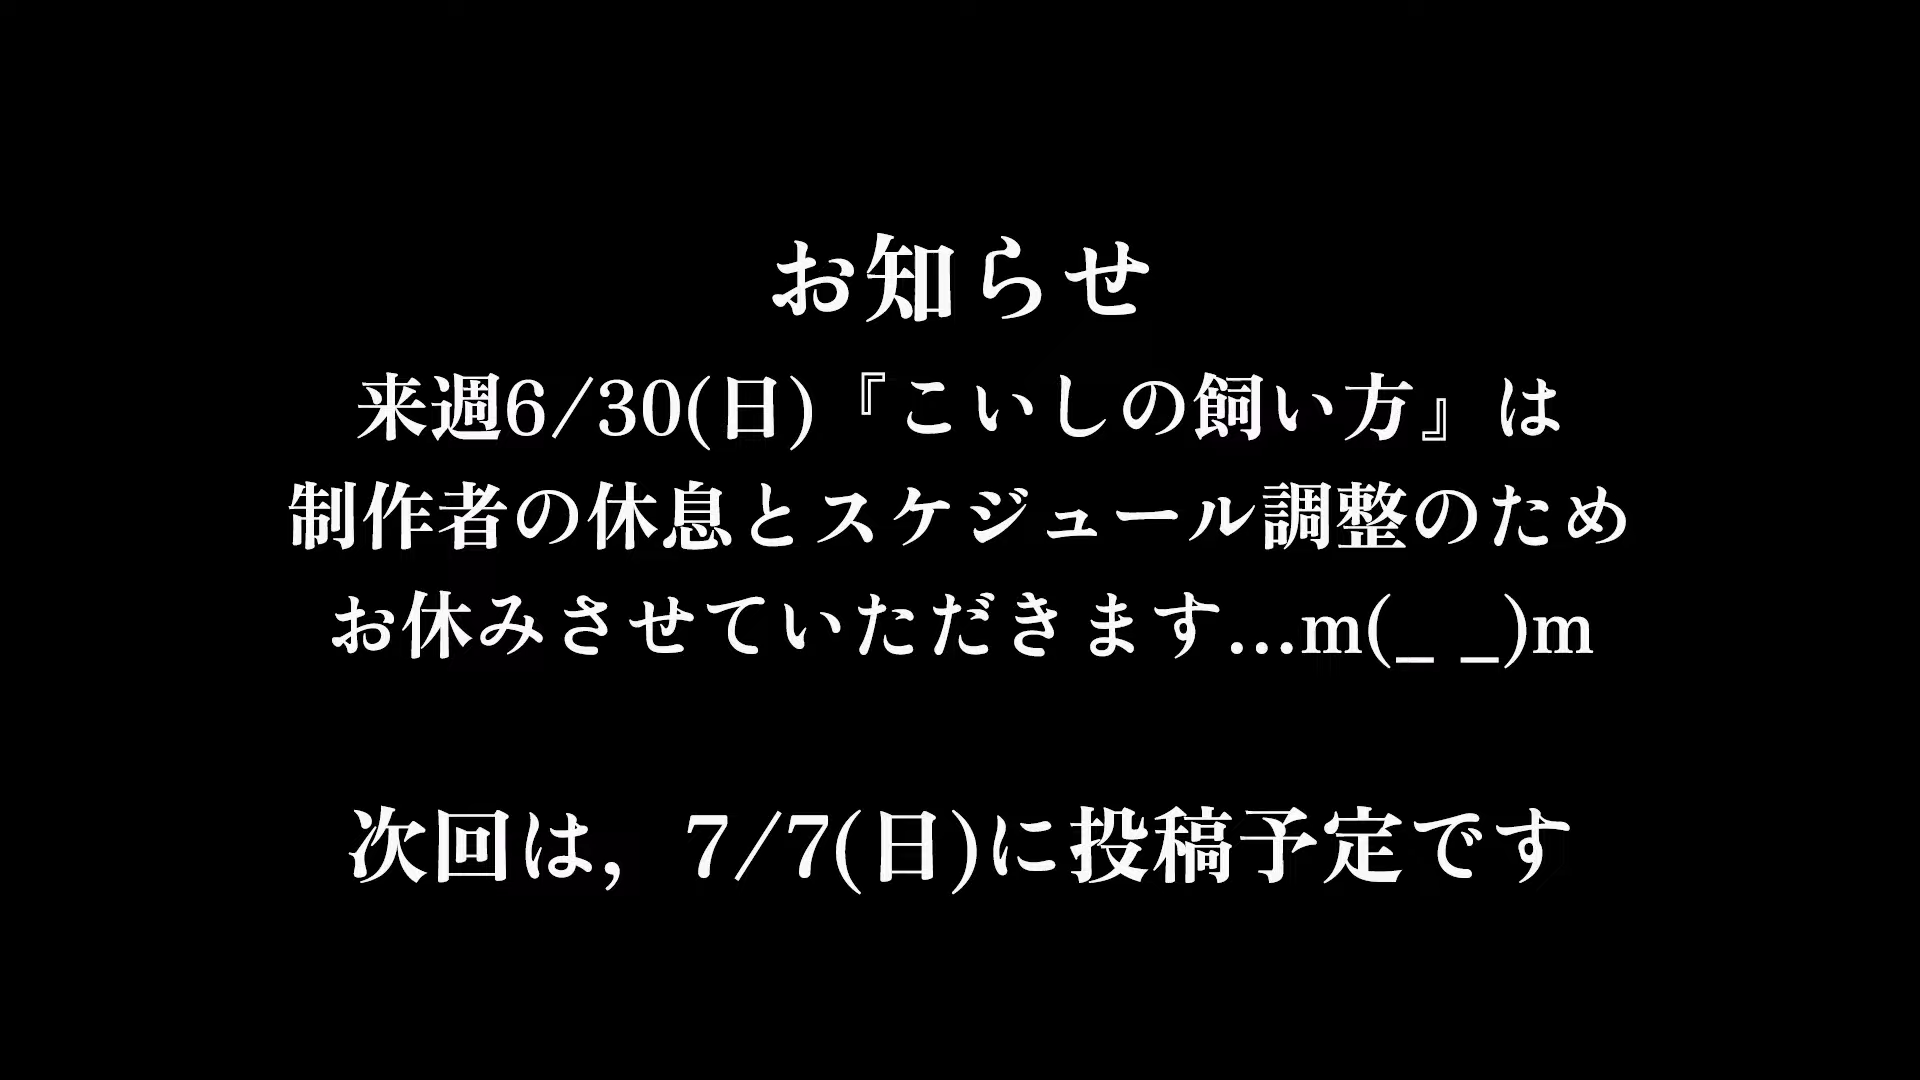 お知らせ
来週6/30(日)『こいしの飼い方』は
制作者の休息とスケジュール調整のため
お休みさせていただきます…m(_ _)m
次回は，7/7(日)に投稿予定です